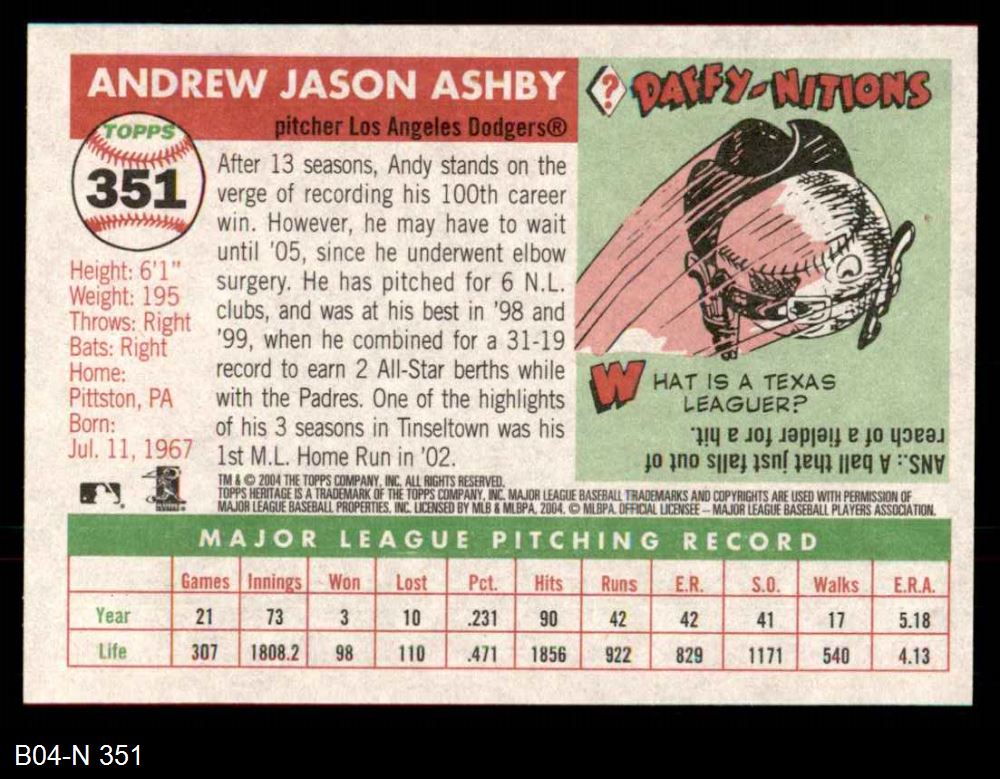 ANDREW JASON ASHBY
pitcher Los Angeles Dodgers®
TOPPS
351
Height: 6'1"
Weight: 195
Throws: Right
Bats: Right
Home:
Pittston, PA
Born:
Jul. 11, 1967
After 13 seasons, Andy stands on the
verge of recording his 100th career
win. However, he may have to wait
until '05, since he underwent elbow
surgery. He has pitched for 6 N.L.
clubs, and was at his best in '98 and
'99, when he combined for a 31-19
record to earn 2 All-Star berths while
with the Padres. One of the highlights
of his 3 seasons in Tinseltown was his
1st M.L. Home Run in '02.
?
DAFFY-NITIONS
WHAT IS A TEXAS
LEAGUER?
ANS.: A ball that just falls out of
reach of a fielder for a hit.
TM & © 2004 THE TOPPS COMPANY, INC. ALL RIGHTS RESERVED.
TOPPS HERITAGE IS A TRADEMARK OF THE TOPPS COMPANY, INC. MAJOR LEAGUE BASEBALL TRADEMARKS AND COPYRIGHTS ARE USED WITH PERMISSION OF
MAJOR LEAGUE BASEBALL PROPERTIES, INC. LICENSED BY MLB & MLBPA, 2004. © MLBPA. OFFICIAL LICENSEE – MAJOR LEAGUE BASEBALL PLAYERS ASSOCIATION.
MAJOR LEAGUE PITCHING RECORD
Games Innings Won Lost Pct. Hits Runs E.R. S.O. Walks E.R.A.
Year 21 73 3 10 .231 90 42 42 41 17 5.18
Life 307 1808.2 98 110 .471 1856 922 829 1171 540 4.13
B04-N 351